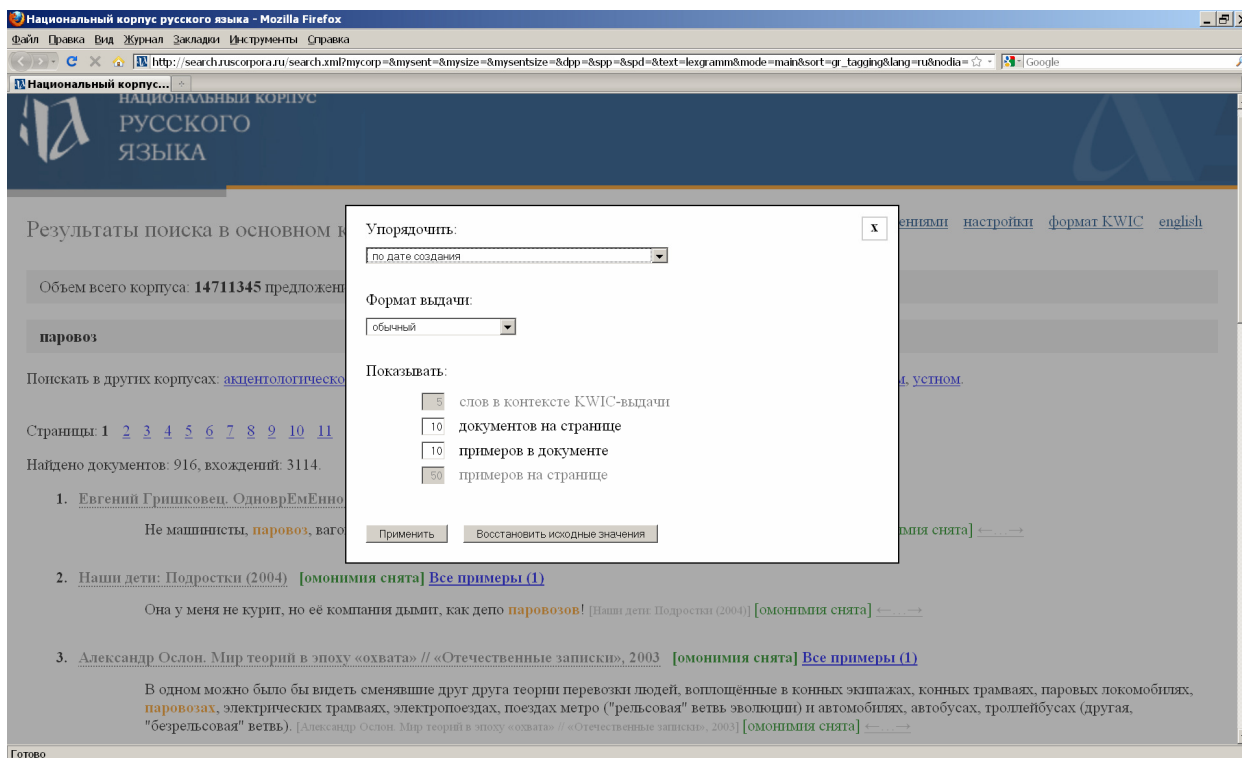 Национальный корпус русского языка - Mozilla Firefox
Файл Правка Вид Журнал Закладки Инструменты Справка
http://search.ruscorpora.ru/search.xml?mycorp=&mysent=&mysize=&mysentsize=&dpp=&spp=&spd=&text=lexgramm&mode=main&sort=gr_tagging&lang=ru&nodia= Google
Национальный корпус...
НАЦИОНАЛЬНЫЙ КОРПУС
РУССКОГО
ЯЗЫКА
Результаты поиска в основном к
ениями настройки формат KWIC english
Объем всего корпуса: 14711345 предложени
паровоз
Поискать в других корпусах: акцентологическо , устном.
Страницы: 1 2 3 4 5 6 7 8 9 10 11
Найдено документов: 916, вхождений: 3114.
Упорядочить: x
по дате создания
Формат выдачи:
обычный
Показывать:
5 слов в контексте KWIC-выдачи
10 документов на странице
10 примеров в документе
50 примеров на странице
Применить Восстановить исходные значения
1. Евгений Гришковец. ОдноврЕмЕнно
Не машинисты, паровоз, ваго имия снята] ←…→
2. Наши дети: Подростки (2004) [омонимия снята] Все примеры (1)
Она у меня не курит, но её компания дымит, как депо паровозов! [Наши дети: Подростки (2004)] [омонимия снята] ←…→
3. Александр Ослон. Мир теорий в эпоху «охвата» // «Отечественные записки», 2003 [омонимия снята] Все примеры (1)
В одном можно было бы видеть сменявшие друг друга теории перевозки людей, воплощённые в конных экипажах, конных трамваях, паровых локомобилях,
паровозах, электрических трамваях, электропоездах, поездах метро ("рельсовая" ветвь эволюции) и автомобилях, автобусах, троллейбусах (другая,
"безрельсовая" ветвь). [Александр Ослон. Мир теорий в эпоху «охвата» // «Отечественные записки», 2003] [омонимия снята] ←…→
Готово